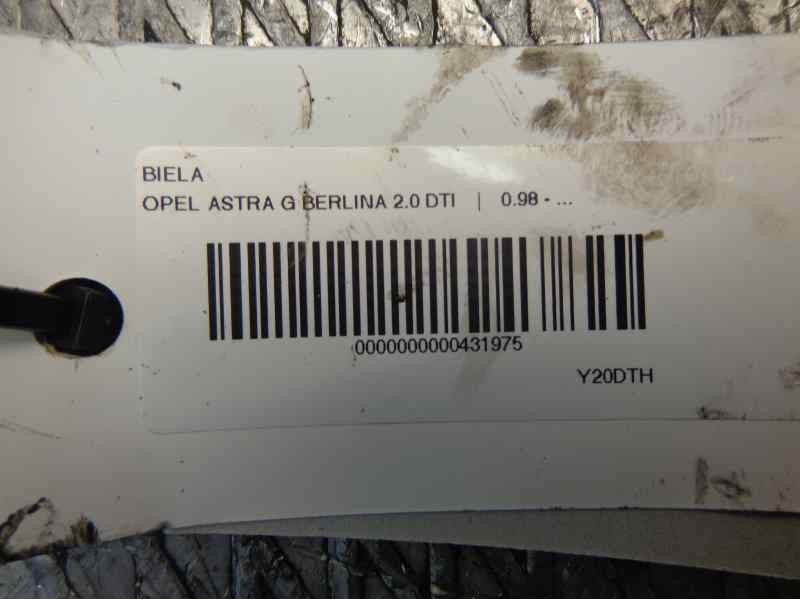 BIELA
OPEL ASTRA G BERLINA 2.0 DTI | 0.98 - ...
0000000000431975
Y20DTH